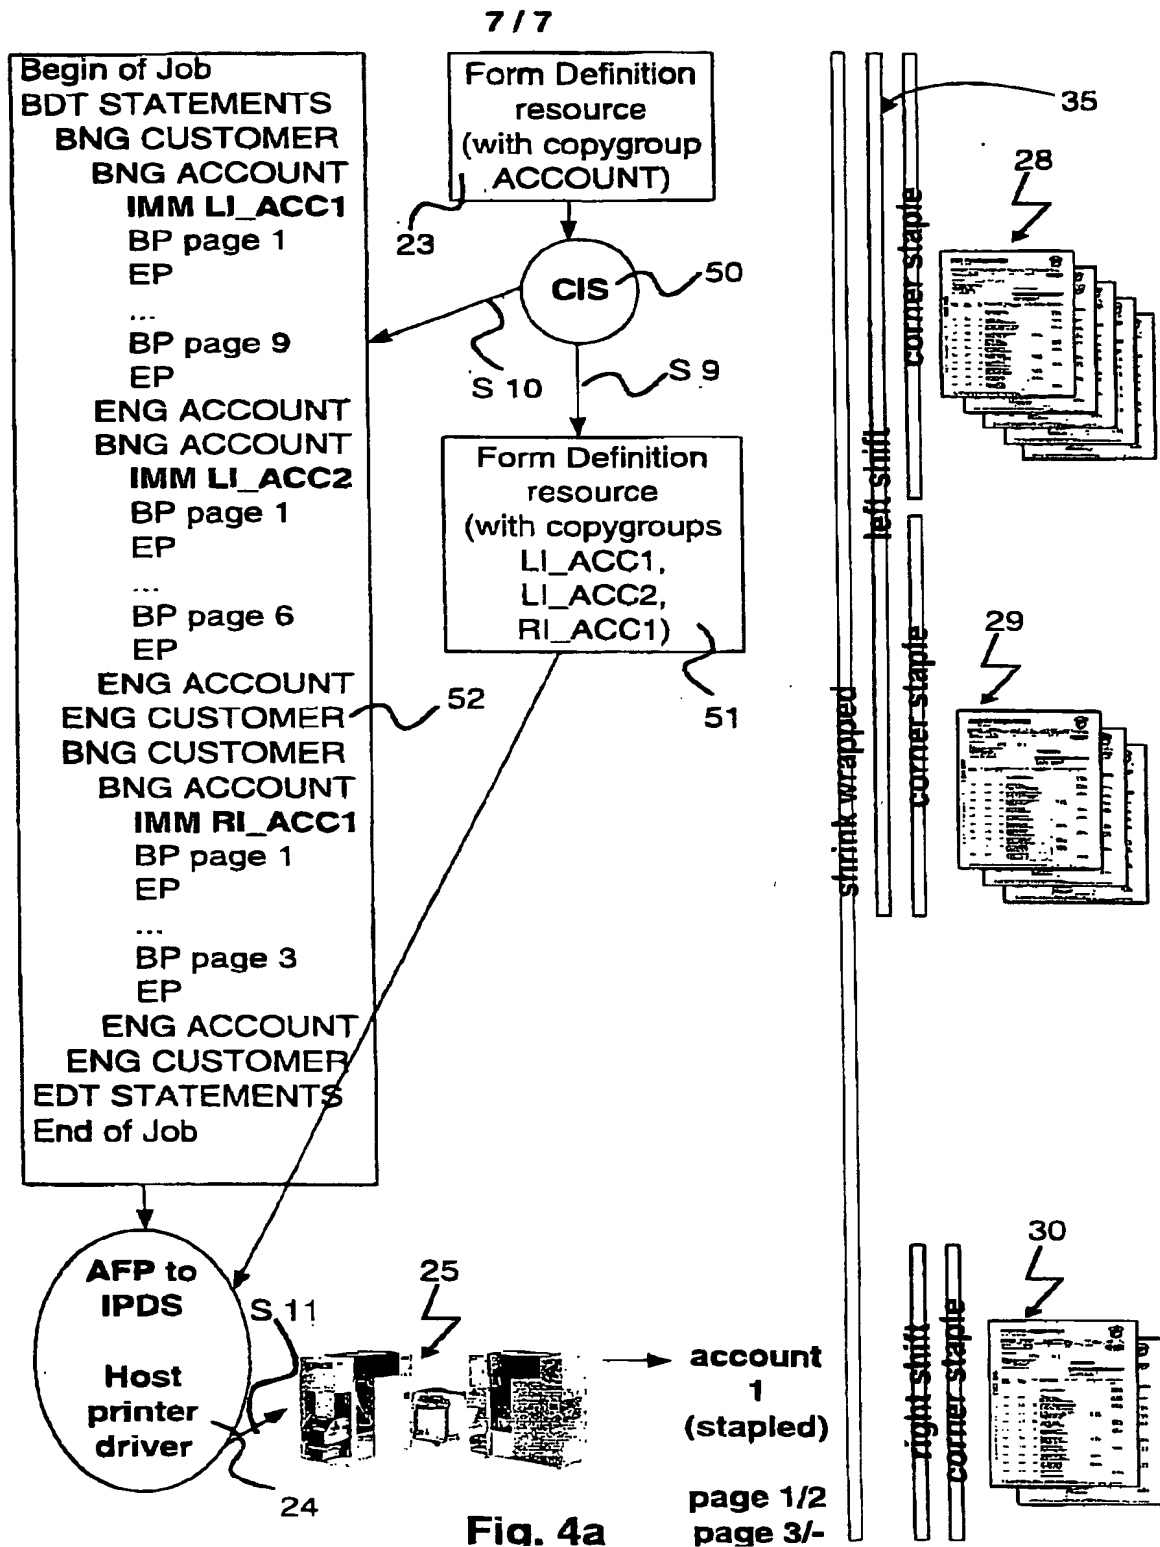 7 / 7
Begin of Job
BDT STATEMENTS
BNG CUSTOMER
BNG ACCOUNT
IMM LI_ACC1
BP page 1
EP
...
BP page 9
EP
ENG ACCOUNT
BNG ACCOUNT
IMM LI_ACC2
BP page 1
EP
...
BP page 6
EP
ENG ACCOUNT
ENG CUSTOMER
BNG CUSTOMER
BNG ACCOUNT
IMM RI_ACC1
BP page 1
EP
...
BP page 3
EP
ENG ACCOUNT
ENG CUSTOMER
EDT STATEMENTS
End of Job
52
Form Definition
resource
(with copygroup
ACCOUNT)
23
CIS
50
S 10
S 9
Form Definition
resource
(with copygroups
LI_ACC1,
LI_ACC2,
RI_ACC1)
51
AFP to
IPDS
Host
printer
driver
S 11
24
25
account
1
(stapled)
page 1/2
page 3/-
shrink wrapped
left shift
35
corner staple
28
corner staple
29
right shift
corner staple
30
Fig. 4a